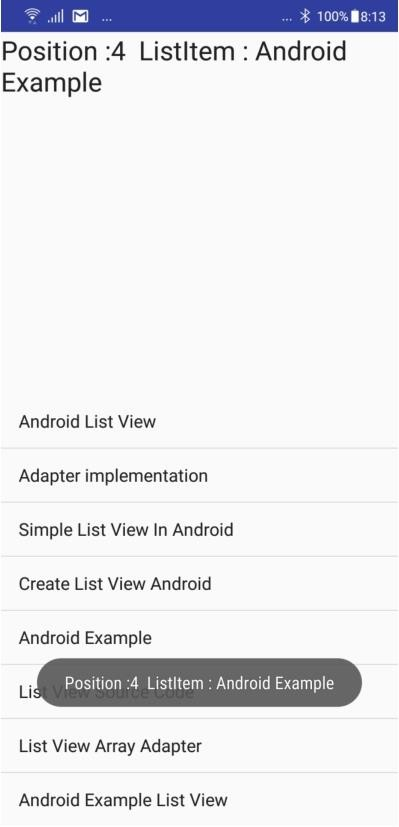 ... ... 100% 8:13
Position :4 ListItem : Android
Example
Android List View
Adapter implementation
Simple List View In Android
Create List View Android
Android Example
Position :4 ListItem : Android Example
List View Source Code
List View Array Adapter
Android Example List View